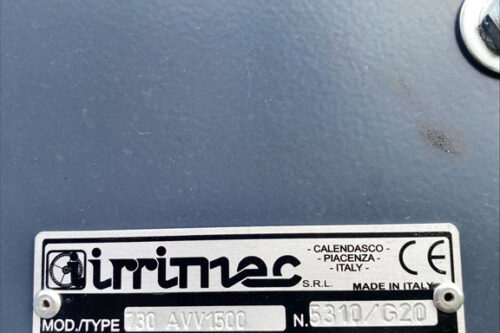 irrimec S.R.L.
- CALENDASCO -
- PIACENZA -
- ITALY -
CE
MADE IN ITALY
MOD./TYPE 730 AVV1500 N. 5310/G20